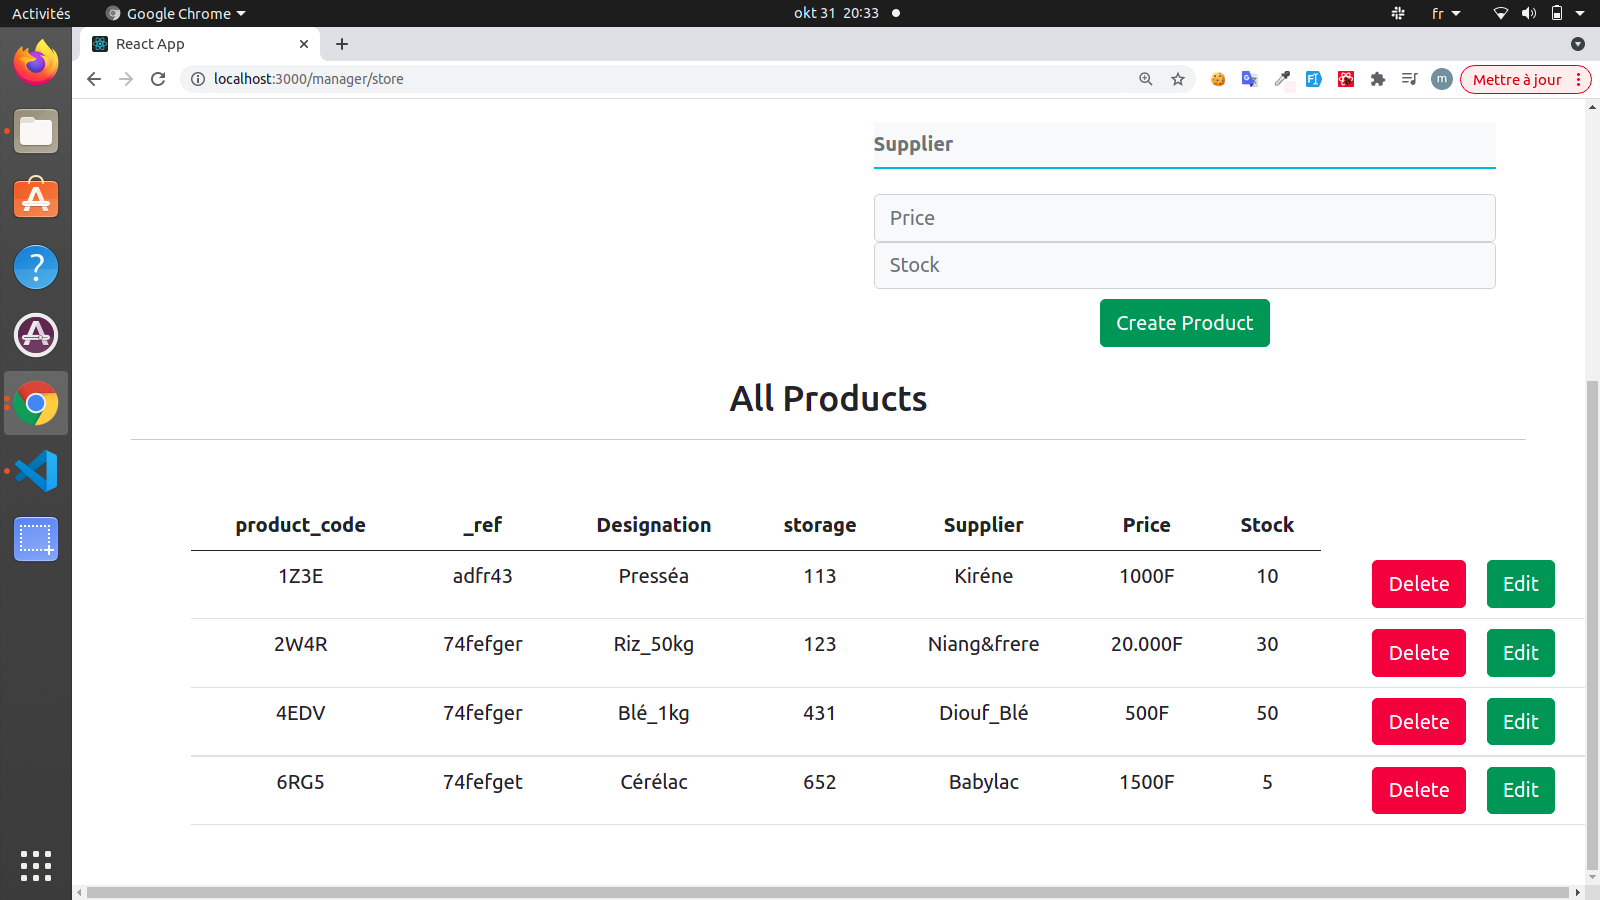 Activités Google Chrome okt 31 20:33 fr
React App
localhost:3000/manager/store m Mettre à jour
Supplier
Price
Stock
Create Product
All Products
product_code _ref Designation storage Supplier Price Stock
1Z3E adfr43 Presséa 113 Kiréne 1000F 10 Delete Edit
2W4R 74fefger Riz_50kg 123 Niang&frere 20.000F 30 Delete Edit
4EDV 74fefger Blé_1kg 431 Diouf_Blé 500F 50 Delete Edit
6RG5 74fefget Cérélac 652 Babylac 1500F 5 Delete Edit